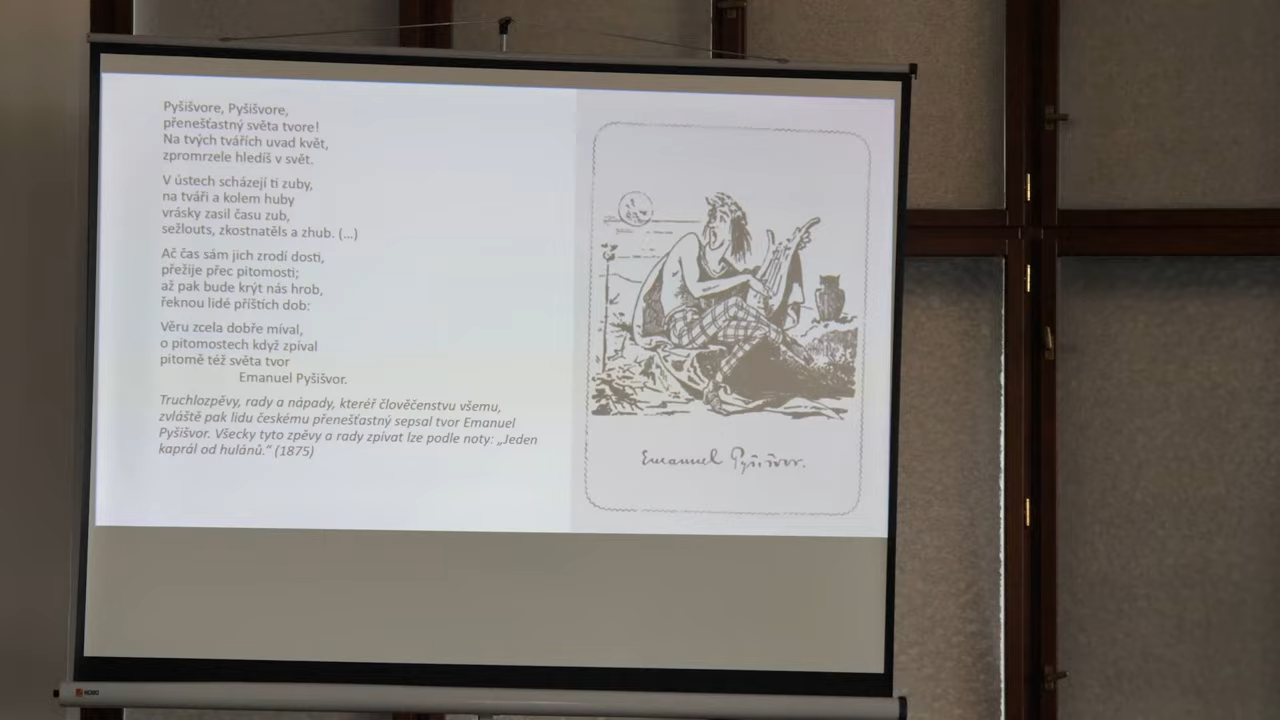 Pyšišvore, Pyšišvore,
přenešťastný světa tvore!
Na tvých tvářích uvad květ,
zpromrzele hledíš v svět.
V ústech scházejí ti zuby,
na tváři a kolem huby
vrásky zasil času zub,
sežlouts, zkostnatěls a zhub. (...)
Ač čas sám jich zrodí dosti,
přežije přec pitomosti;
až pak bude krýt nás hrob,
řeknou lidé příštích dob:
Věru zcela dobře míval,
o pitomostech když zpíval
pitomě též světa tvor
Emanuel Pyšišvor.
Truchlozpěvy, rady a nápady, kteréř člověčenstvu všemu,
zvláště pak lidu českému přenešťastný sepsal tvor Emanuel
Pyšišvor. Všecky tyto zpěvy a rady zpívat lze podle noty: „Jeden
kaprál od hulánů.“ (1875)
Emanuel Pyšišvor.